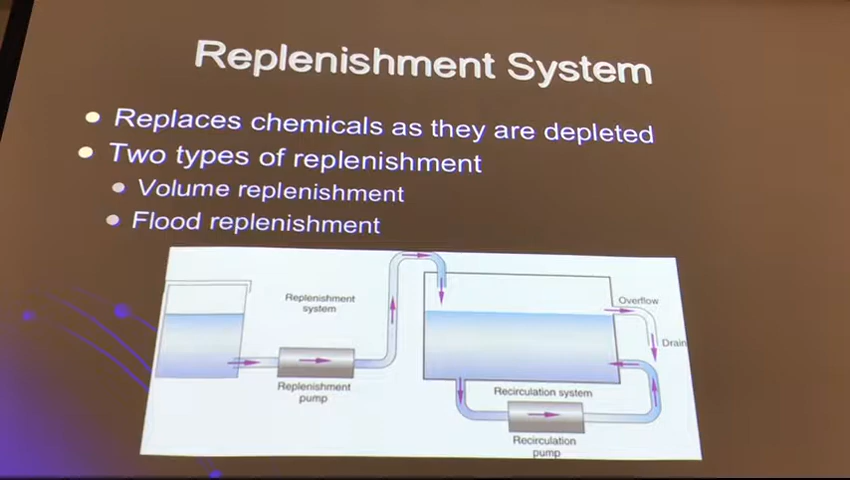 Replenishment System
Replaces chemicals as they are depleted
Two types of replenishment
Volume replenishment
Flood replenishment
Replenishment
system
Overflow
Drain
Replenishment
pump
Recirculation system
Recirculation
pump